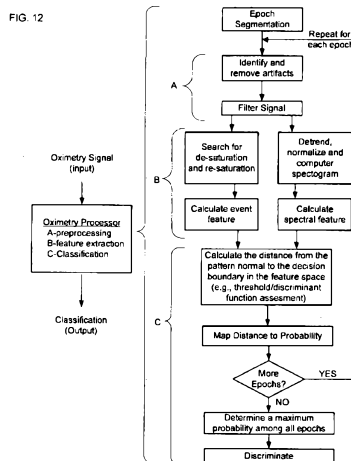 FIG. 12
Epoch
Segmentation
Repeat for
each epoch
Identify and
remove artifacts
A
Filter Signal
Search for
de-saturation
and re-saturation
Detrend,
normalize and
computer
spectogram
B
Calculate event
feature
Calculate
spectral feature
Oximetry Signal
(input)
Oximetry Processor
A-preprocessing
B-feature extraction
C-Classification
Classification
(Output)
Calculate the distance from the
pattern normal to the decision
boundary in the feature space
(e.g., threshold/discriminant
function assesment)
C
Map Distance to Probability
More
Epochs?
YES
NO
Determine a maximum
probability among all epochs
Discriminate